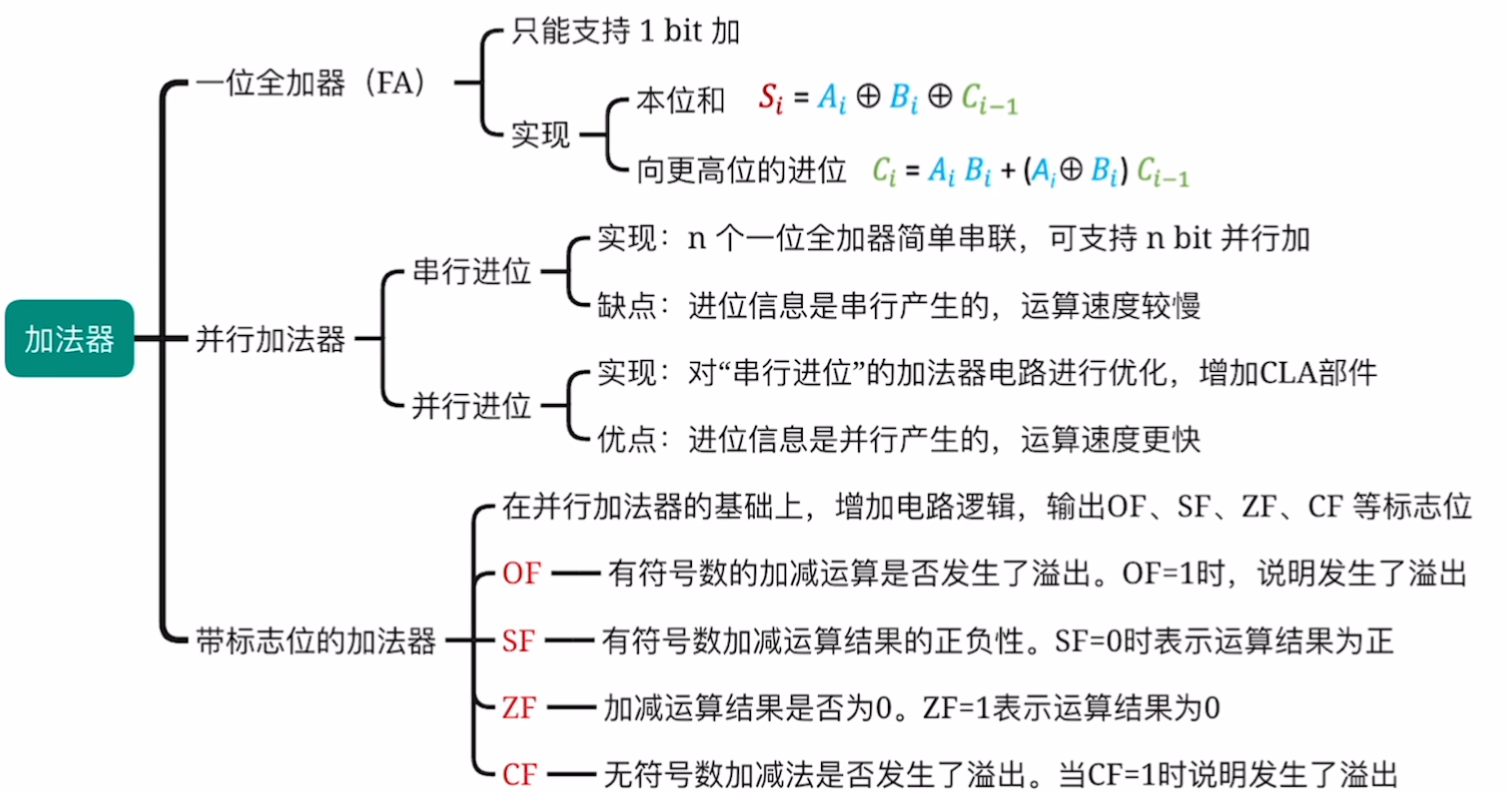 加法器
一位全加器（FA）
只能支持 1 bit 加
实现
本位和 Sᵢ = Aᵢ ⊕ Bᵢ ⊕ Cᵢ₋₁
向更高位的进位 Cᵢ = Aᵢ Bᵢ + (Aᵢ⊕ Bᵢ) Cᵢ₋₁
并行加法器
串行进位
实现：n 个一位全加器简单串联，可支持 n bit 并行加
缺点：进位信息是串行产生的，运算速度较慢
并行进位
实现：对“串行进位”的加法器电路进行优化，增加CLA部件
优点：进位信息是并行产生的，运算速度更快
带标志位的加法器
在并行加法器的基础上，增加电路逻辑，输出OF、SF、ZF、CF 等标志位
OF 有符号数的加减运算是否发生了溢出。OF=1时，说明发生了溢出
SF 有符号数加减运算结果的正负性。SF=0时表示运算结果为正
ZF 加减运算结果是否为0。ZF=1表示运算结果为0
CF 无符号数加减法是否发生了溢出。当CF=1时说明发生了溢出